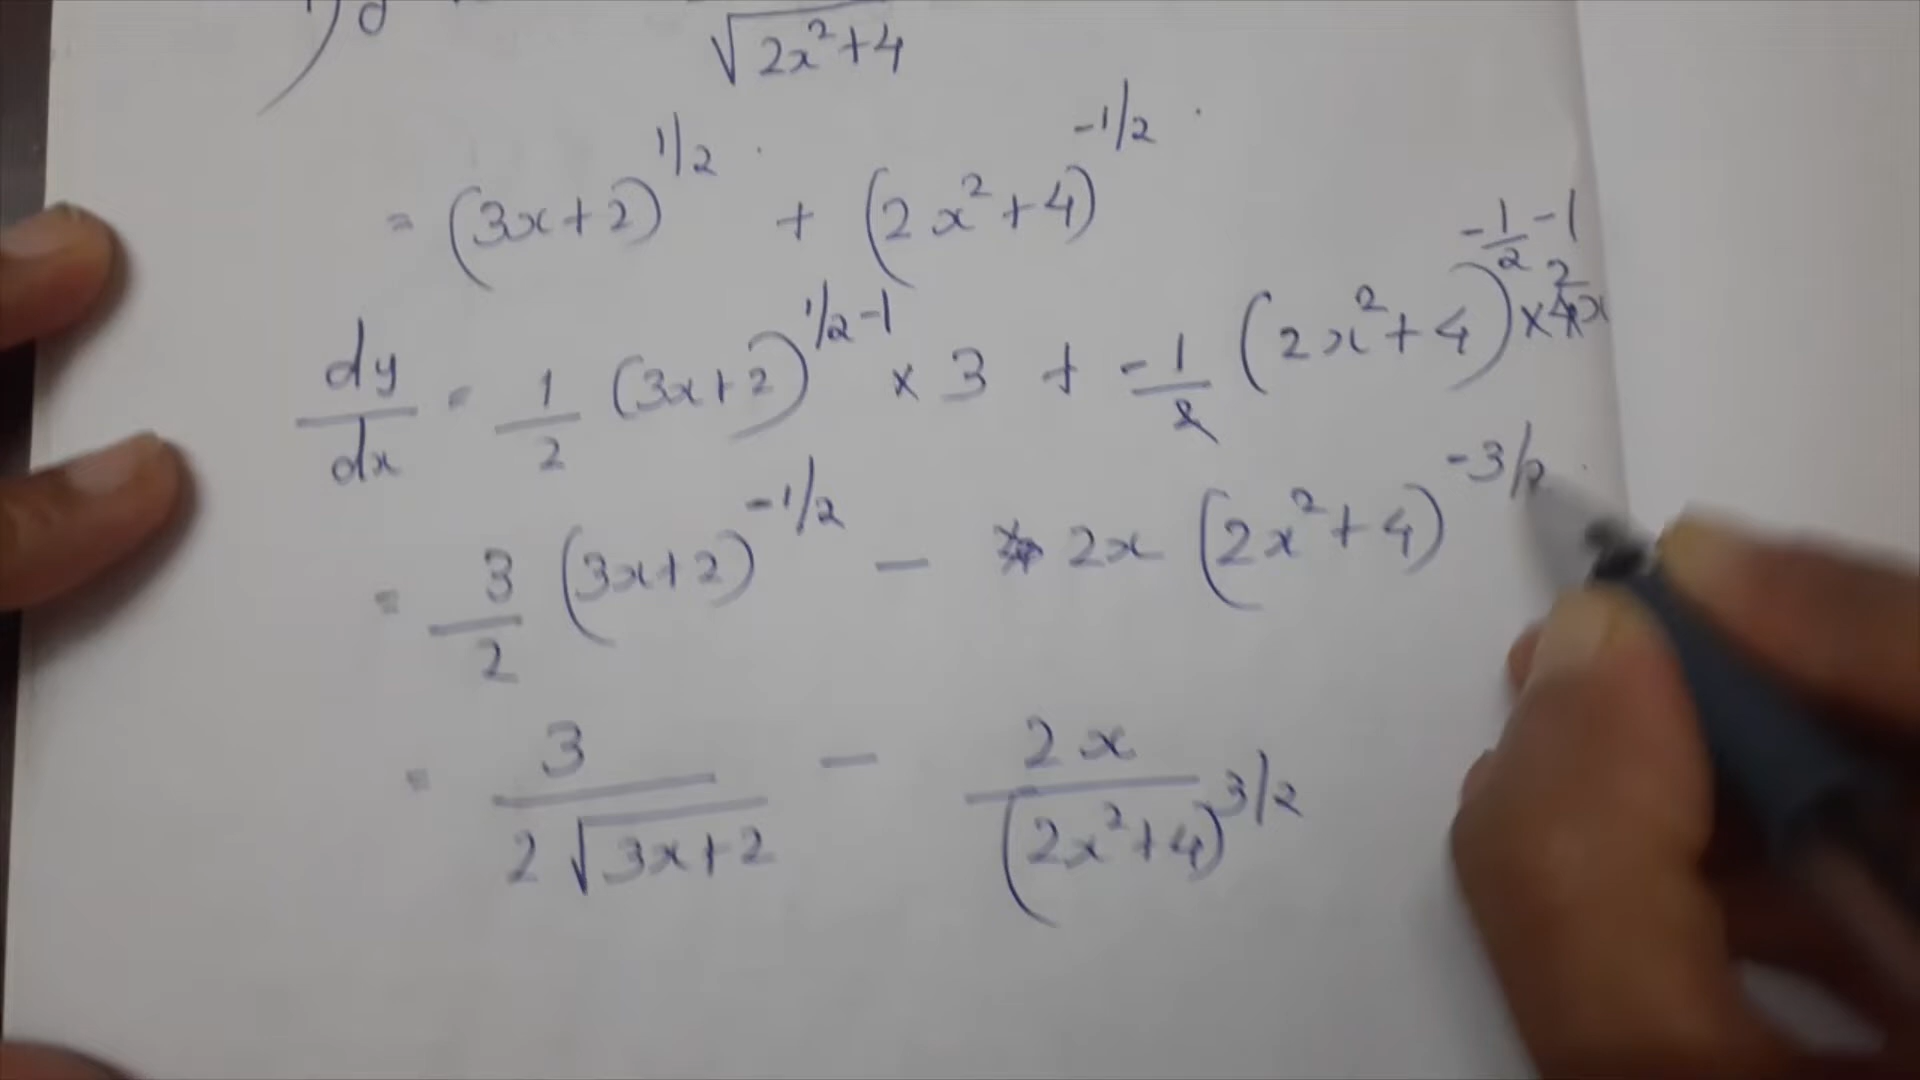 √2x²+4
= (3x+2)^1/2 + (2x²+4)^-1/2
dy/dx = 1/2 (3x+2)^1/2-1 × 3 + -1/2 (2x²+4)^-1/2-1 × 4x 2
= 3/2 (3x+2)^-1/2 - 2x (2x²+4)^-3/2
= 3/2√3x+2 - 2x/(2x²+4)^3/2